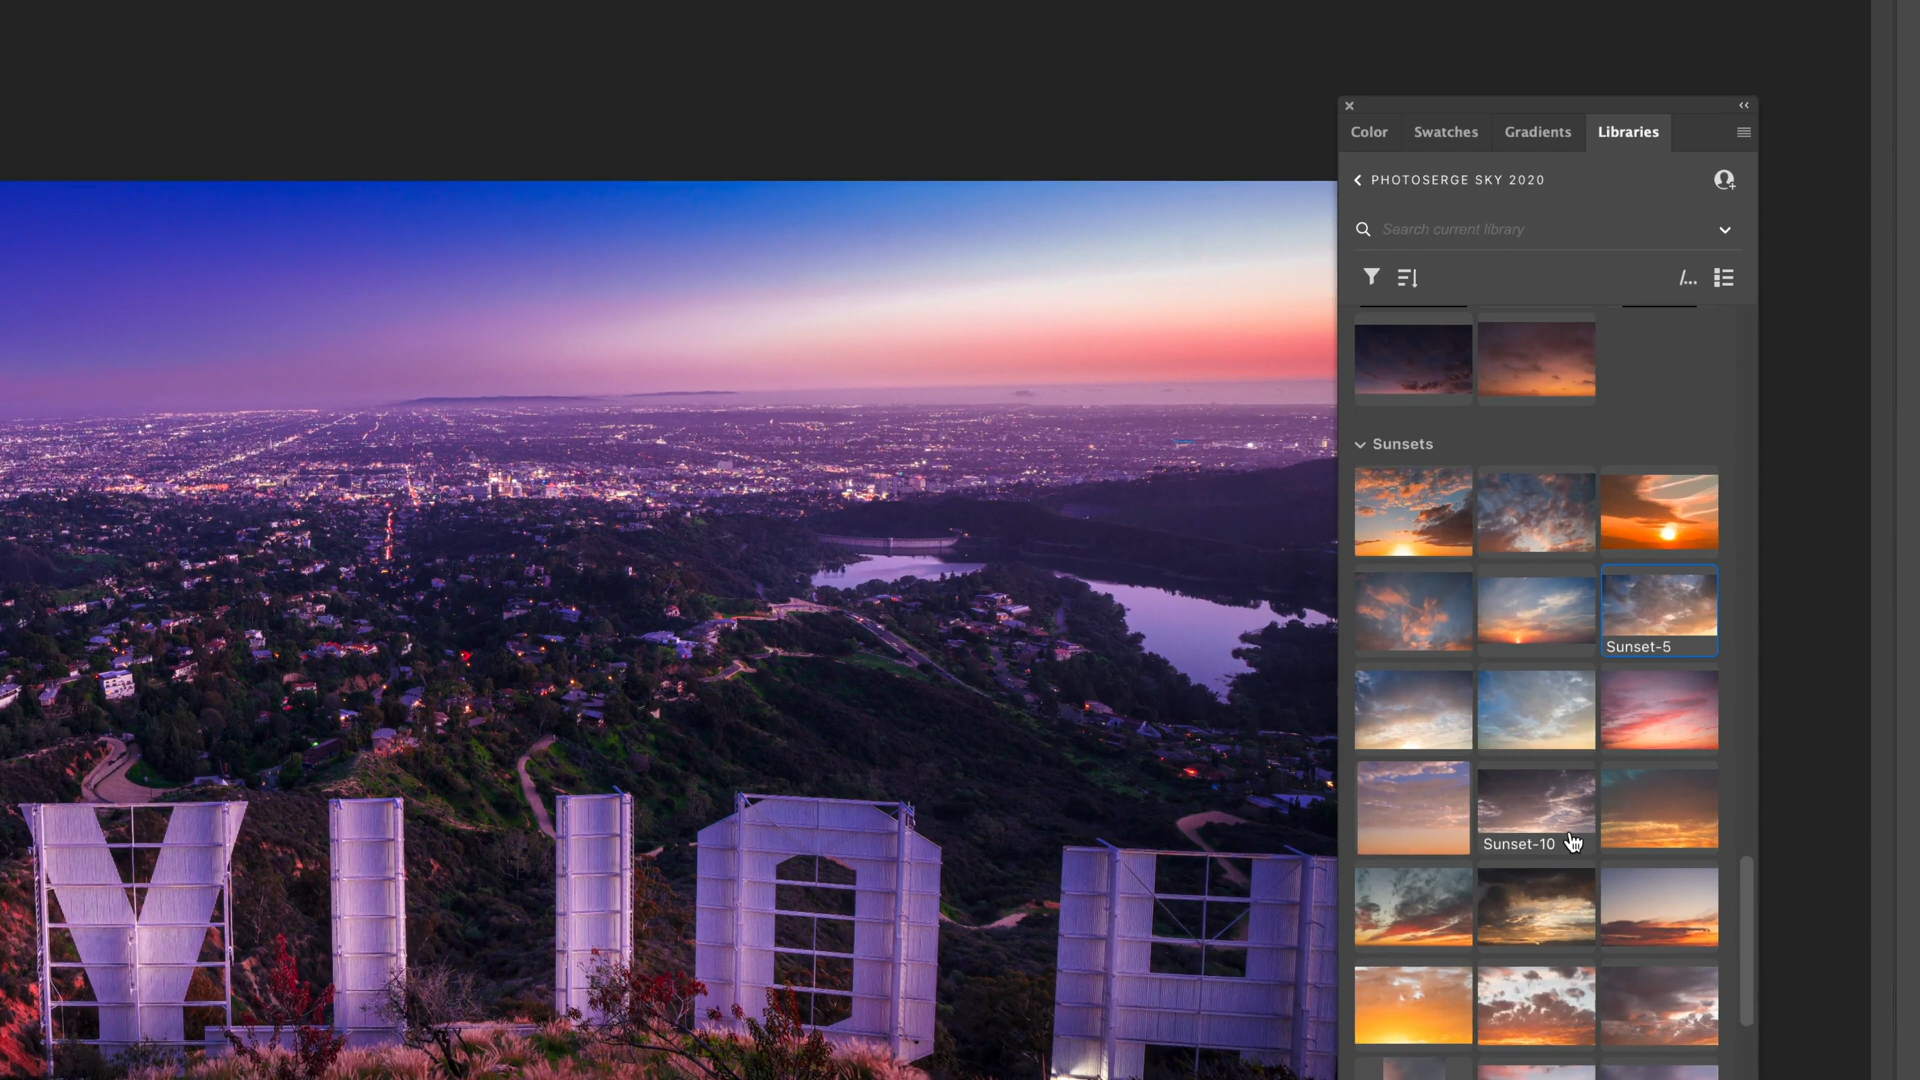 Color
Swatches
Gradients
Libraries
PHOTOSERGE SKY 2020
Search current library
/...
Sunsets
Sunset-5
Sunset-10